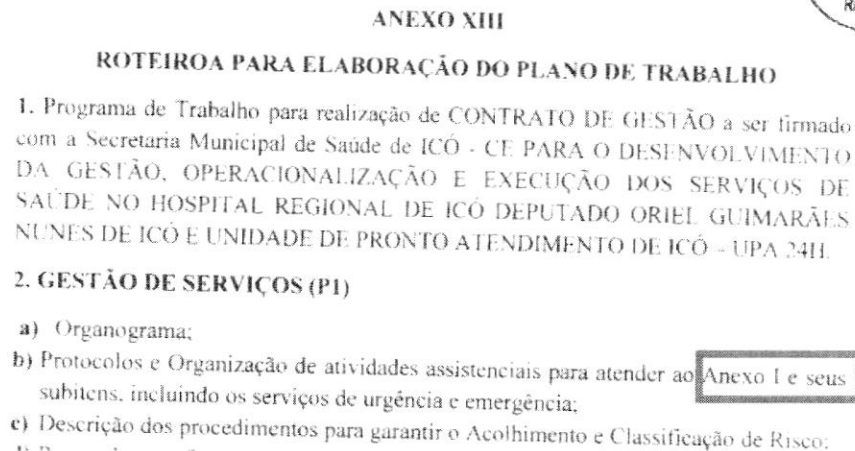 ANEXO XIII
ROTEIROA PARA ELABORAÇÃO DO PLANO DE TRABALHO
1. Programa de Trabalho para realização de CONTRATO DE GESTÃO a ser firmado
com a Secretaria Municipal de Saúde de ICÓ - CE PARA O DESENVOLVIMENTO
DA GESTÃO, OPERACIONALIZAÇÃO E EXECUÇÃO DOS SERVIÇOS DE
SAÚDE NO HOSPITAL REGIONAL DE ICÓ DEPUTADO ORIEL GUIMARÃES
NUNES DE ICÓ E UNIDADE DE PRONTO ATENDIMENTO DE ICÓ - UPA 24H.
2. GESTÃO DE SERVIÇOS (P1)
a) Organograma;
b) Protocolos e Organização de atividades assistenciais para atender ao Anexo I e seus
subitens, incluindo os serviços de urgência e emergência;
c) Descrição dos procedimentos para garantir o Acolhimento e Classificação de Risco;